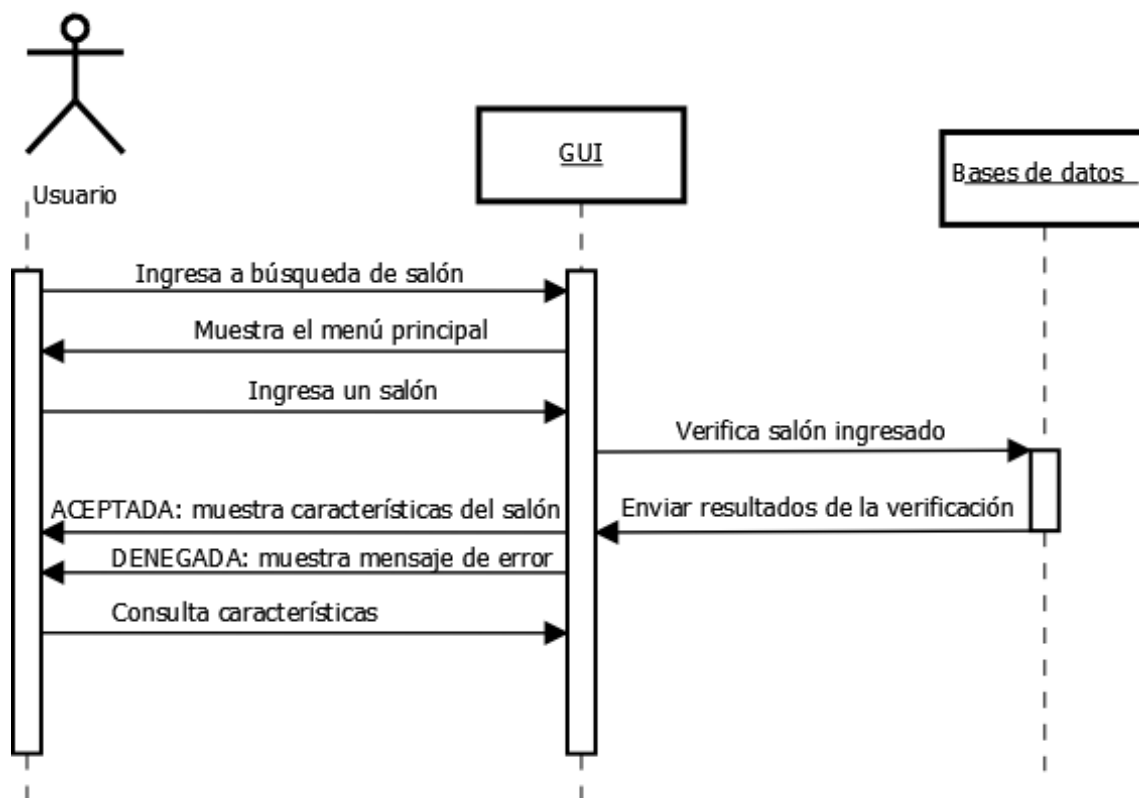 Usuario
GUI
Bases de datos
Ingresa a búsqueda de salón
Muestra el menú principal
Ingresa un salón
Verifica salón ingresado
ACEPTADA: muestra características del salón
Enviar resultados de la verificación
DENEGADA: muestra mensaje de error
Consulta características